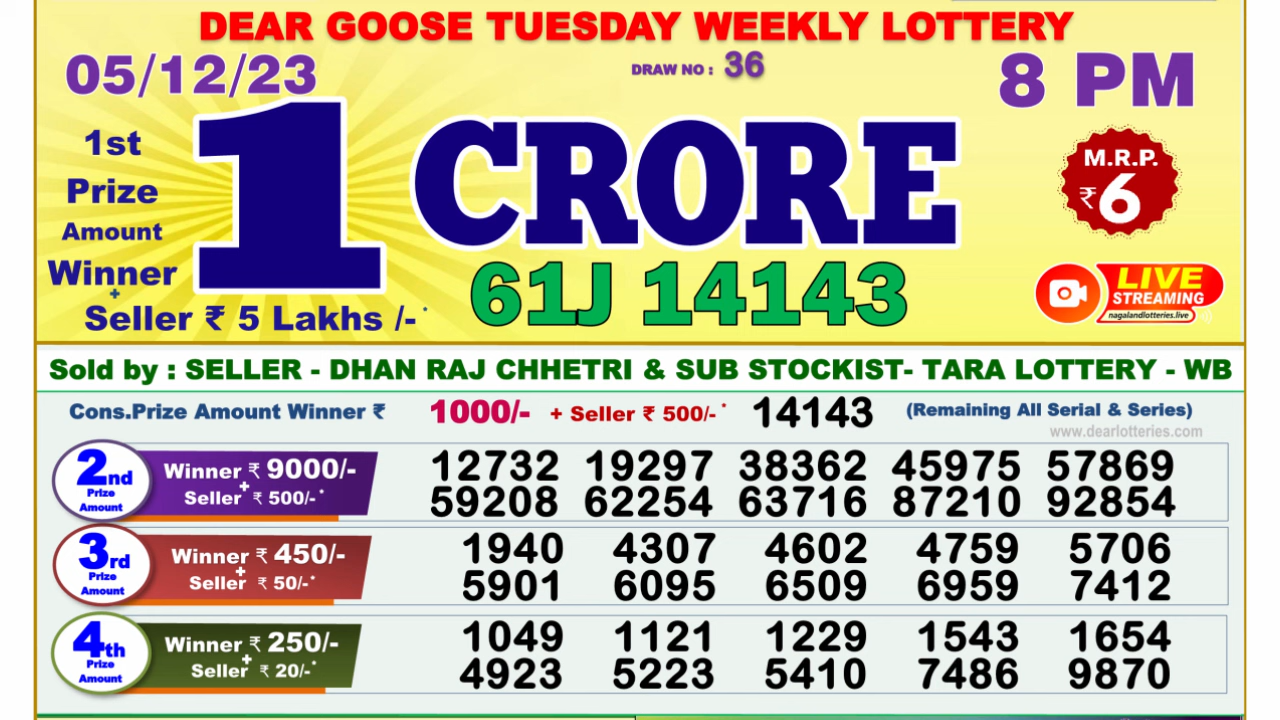 DEAR GOOSE TUESDAY WEEKLY LOTTERY
05/12/23
DRAW NO : 36
8 PM
1st
Prize
Amount
Winner
+
Seller ₹ 5 Lakhs /-*
1 CRORE
61J 14143
M.R.P.
₹6
LIVE
STREAMING
nagalandlotteries.live
Sold by : SELLER - DHAN RAJ CHHETRI & SUB STOCKIST- TARA LOTTERY - WB
Cons.Prize Amount Winner ₹ 1000/- + Seller ₹ 500/-* 14143 (Remaining All Serial & Series)
www.dearlotteries.com
2nd
Prize
Amount
Winner ₹ 9000/-
+
Seller ₹ 500/-*
12732 19297 38362 45975 57869
59208 62254 63716 87210 92854
3rd
Prize
Amount
Winner ₹ 450/-
+
Seller ₹ 50/-*
1940 4307 4602 4759 5706
5901 6095 6509 6959 7412
4th
Prize
Amount
Winner ₹ 250/-
+
Seller ₹ 20/-*
1049 1121 1229 1543 1654
4923 5223 5410 7486 9870